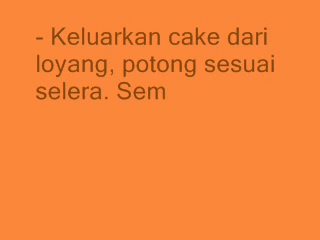 - Keluarkan cake dari
loyang, potong sesuai
selera. Sem